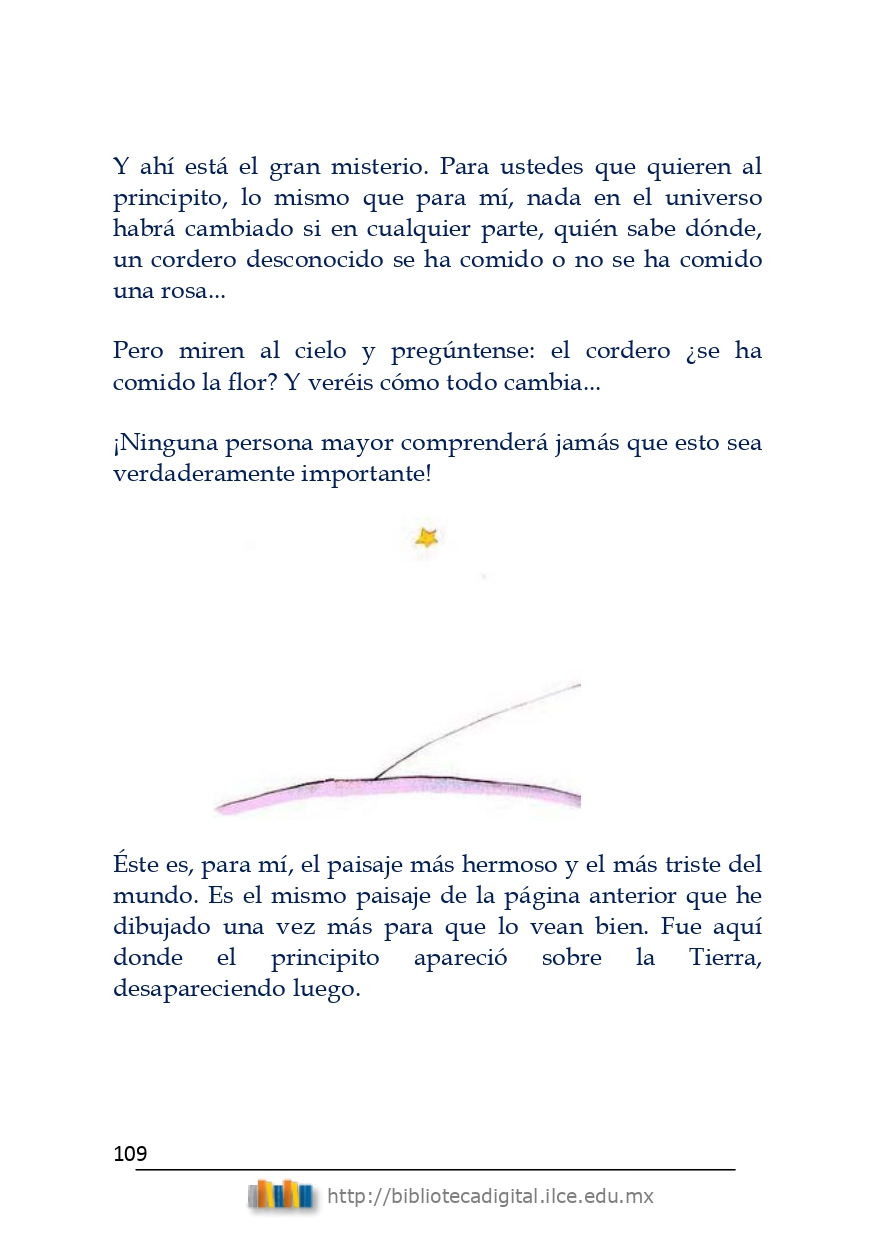 Y ahí está el gran misterio. Para ustedes que quieren al
principito, lo mismo que para mí, nada en el universo
habrá cambiado si en cualquier parte, quién sabe dónde,
un cordero desconocido se ha comido o no se ha comido
una rosa...
Pero miren al cielo y pregúntense: el cordero ¿se ha
comido la flor? Y veréis cómo todo cambia...
¡Ninguna persona mayor comprenderá jamás que esto sea
verdaderamente importante!
Éste es, para mí, el paisaje más hermoso y el más triste del
mundo. Es el mismo paisaje de la página anterior que he
dibujado una vez más para que lo vean bien. Fue aquí
donde el principito apareció sobre la Tierra,
desapareciendo luego.
109
http://bibliotecadigital.ilce.edu.mx